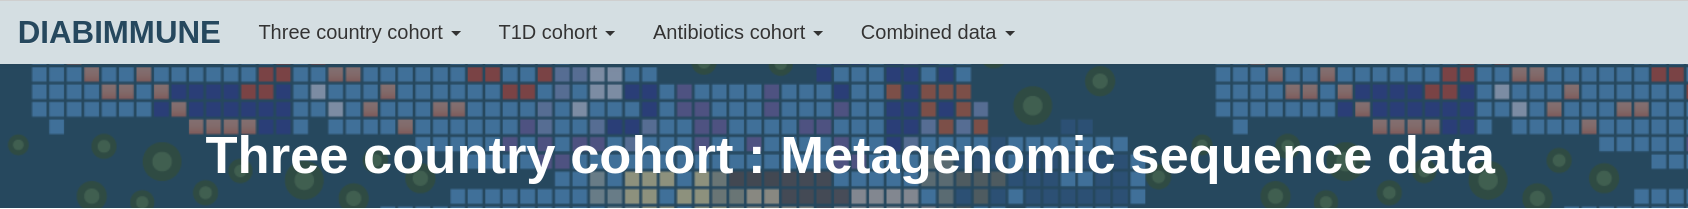 DIABIMMUNE Three country cohort T1D cohort Antibiotics cohort Combined data
Three country cohort : Metagenomic sequence data